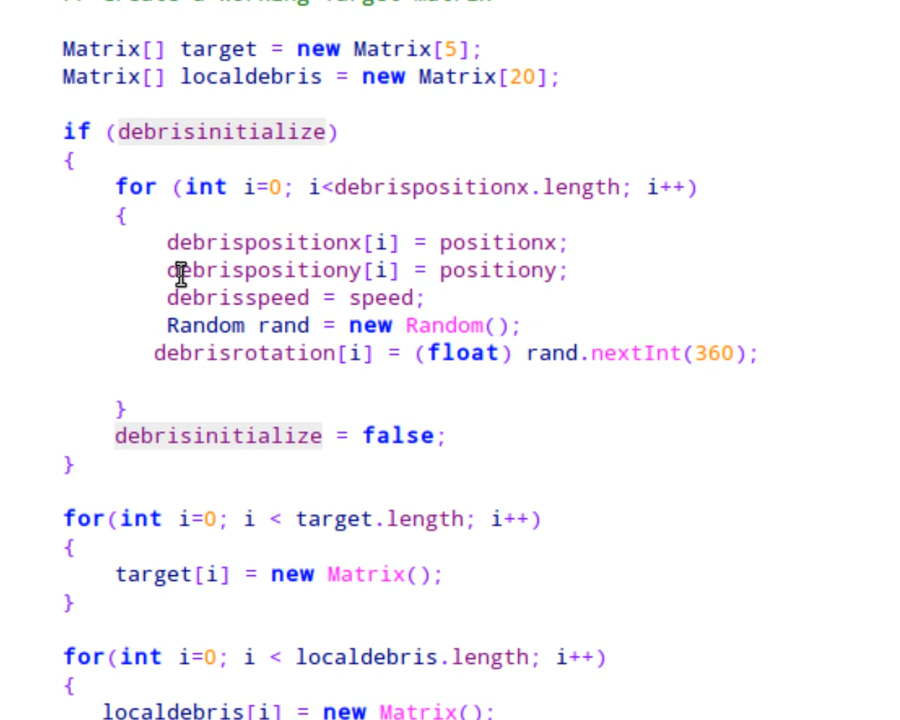 Matrix[] target = new Matrix[5];
Matrix[] localdebris = new Matrix[20];
if (debrisinitialize)
{
for (int i=0; i<debrispositionx.length; i++)
{
debrispositionx[i] = positionx;
debrispositiony[i] = positiony;
debrisspeed = speed;
Random rand = new Random();
debrisrotation[i] = (float) rand.nextInt(360);
}
debrisinitialize = false;
}
for(int i=0; i < target.length; i++)
{
target[i] = new Matrix();
}
for(int i=0; i < localdebris.length; i++)
{
localdebris[i] = new Matrix();